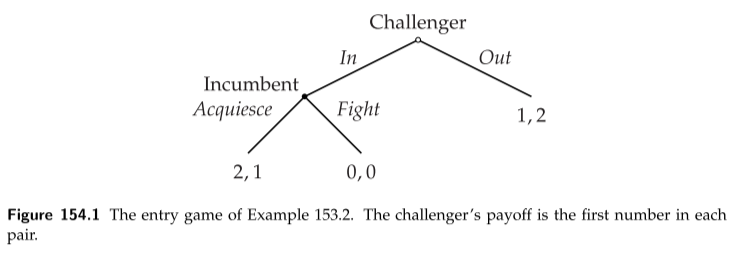 Challenger
In
Out
Incumbent
Acquiesce
Fight
1, 2
2, 1
0, 0
Figure 154.1 The entry game of Example 153.2. The challenger's payoff is the first number in each
pair.